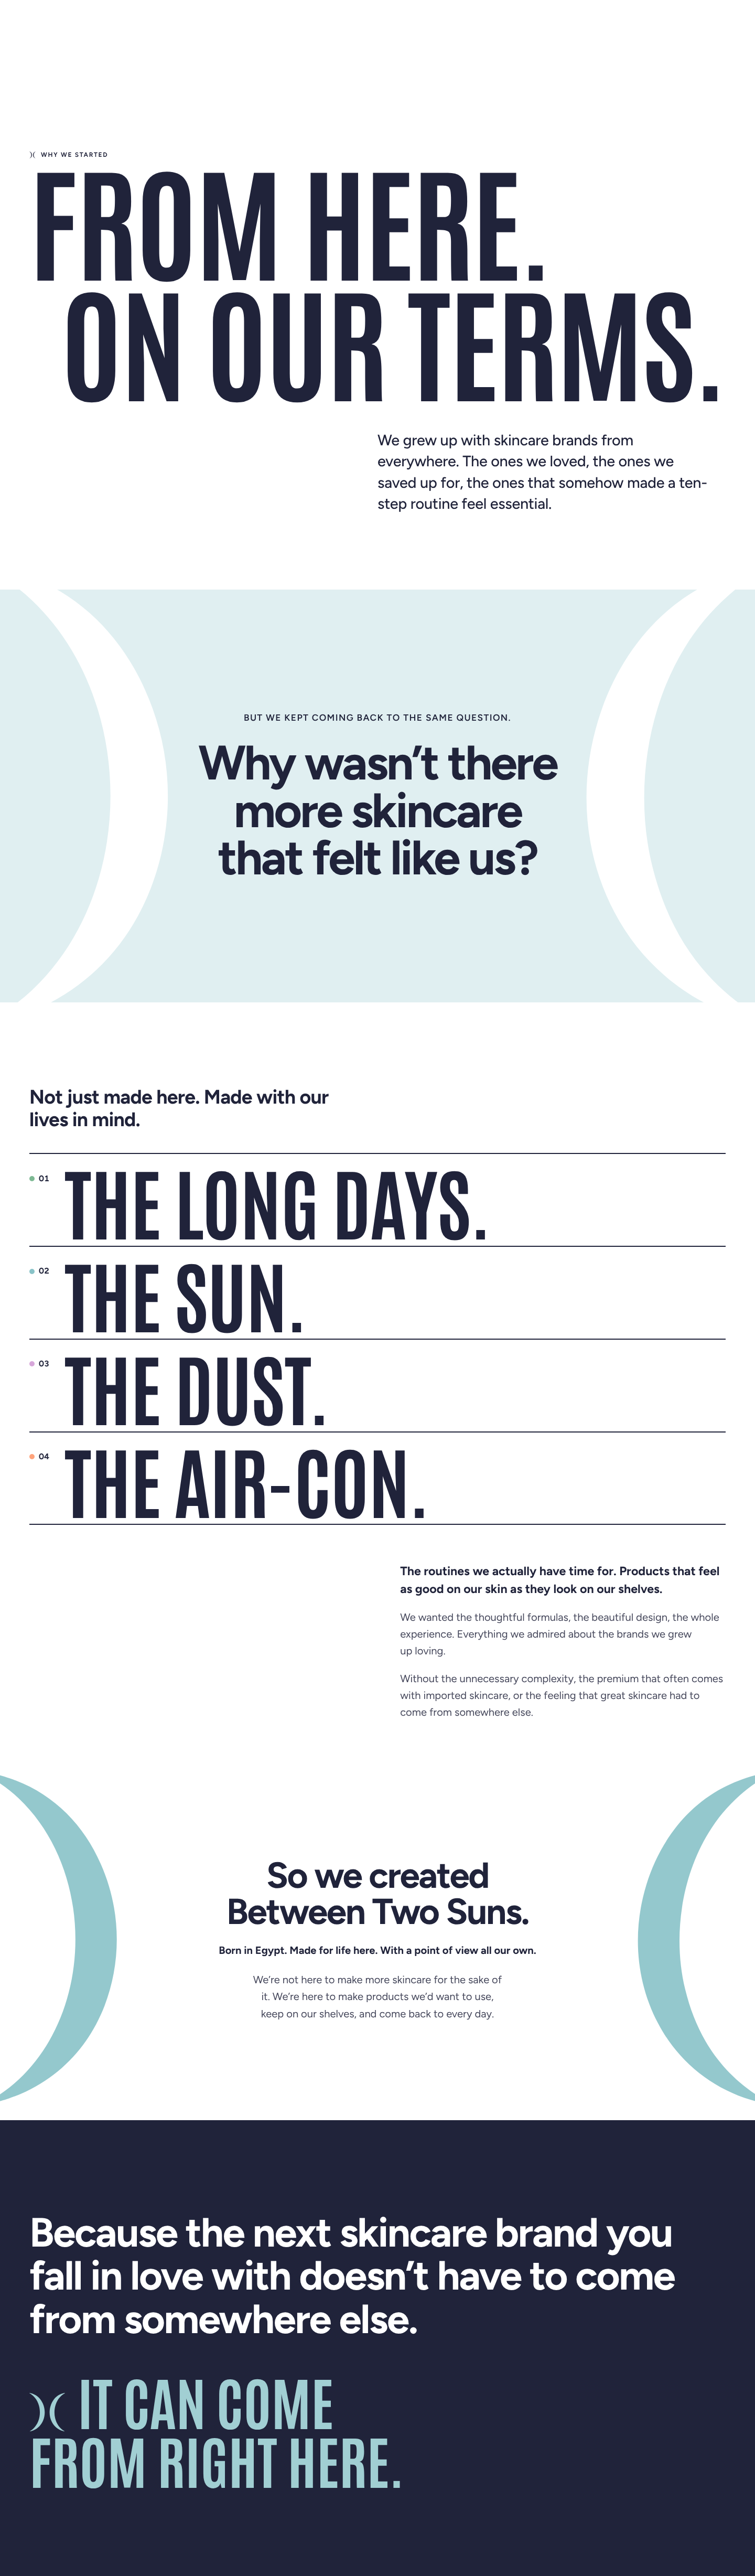 WHY WE STARTED
FROM HERE.
ON OUR TERMS.
We grew up with skincare brands from
everywhere. The ones we loved, the ones we
saved up for, the ones that somehow made a ten-
step routine feel essential.
BUT WE KEPT COMING BACK TO THE SAME QUESTION.
Why wasn’t there
more skincare
that felt like us?
Not just made here. Made with our
lives in mind.
01 THE LONG DAYS.
02 THE SUN.
03 THE DUST.
04 THE AIR-CON.
The routines we actually have time for. Products that feel
as good on our skin as they look on our shelves.
We wanted the thoughtful formulas, the beautiful design, the whole
experience. Everything we admired about the brands we grew
up loving.
Without the unnecessary complexity, the premium that often comes
with imported skincare, or the feeling that great skincare had to
come from somewhere else.
So we created
Between Two Suns.
Born in Egypt. Made for life here. With a point of view all our own.
We’re not here to make more skincare for the sake of
it. We’re here to make products we’d want to use,
keep on our shelves, and come back to every day.
Because the next skincare brand you
fall in love with doesn’t have to come
from somewhere else.
IT CAN COME
FROM RIGHT HERE.